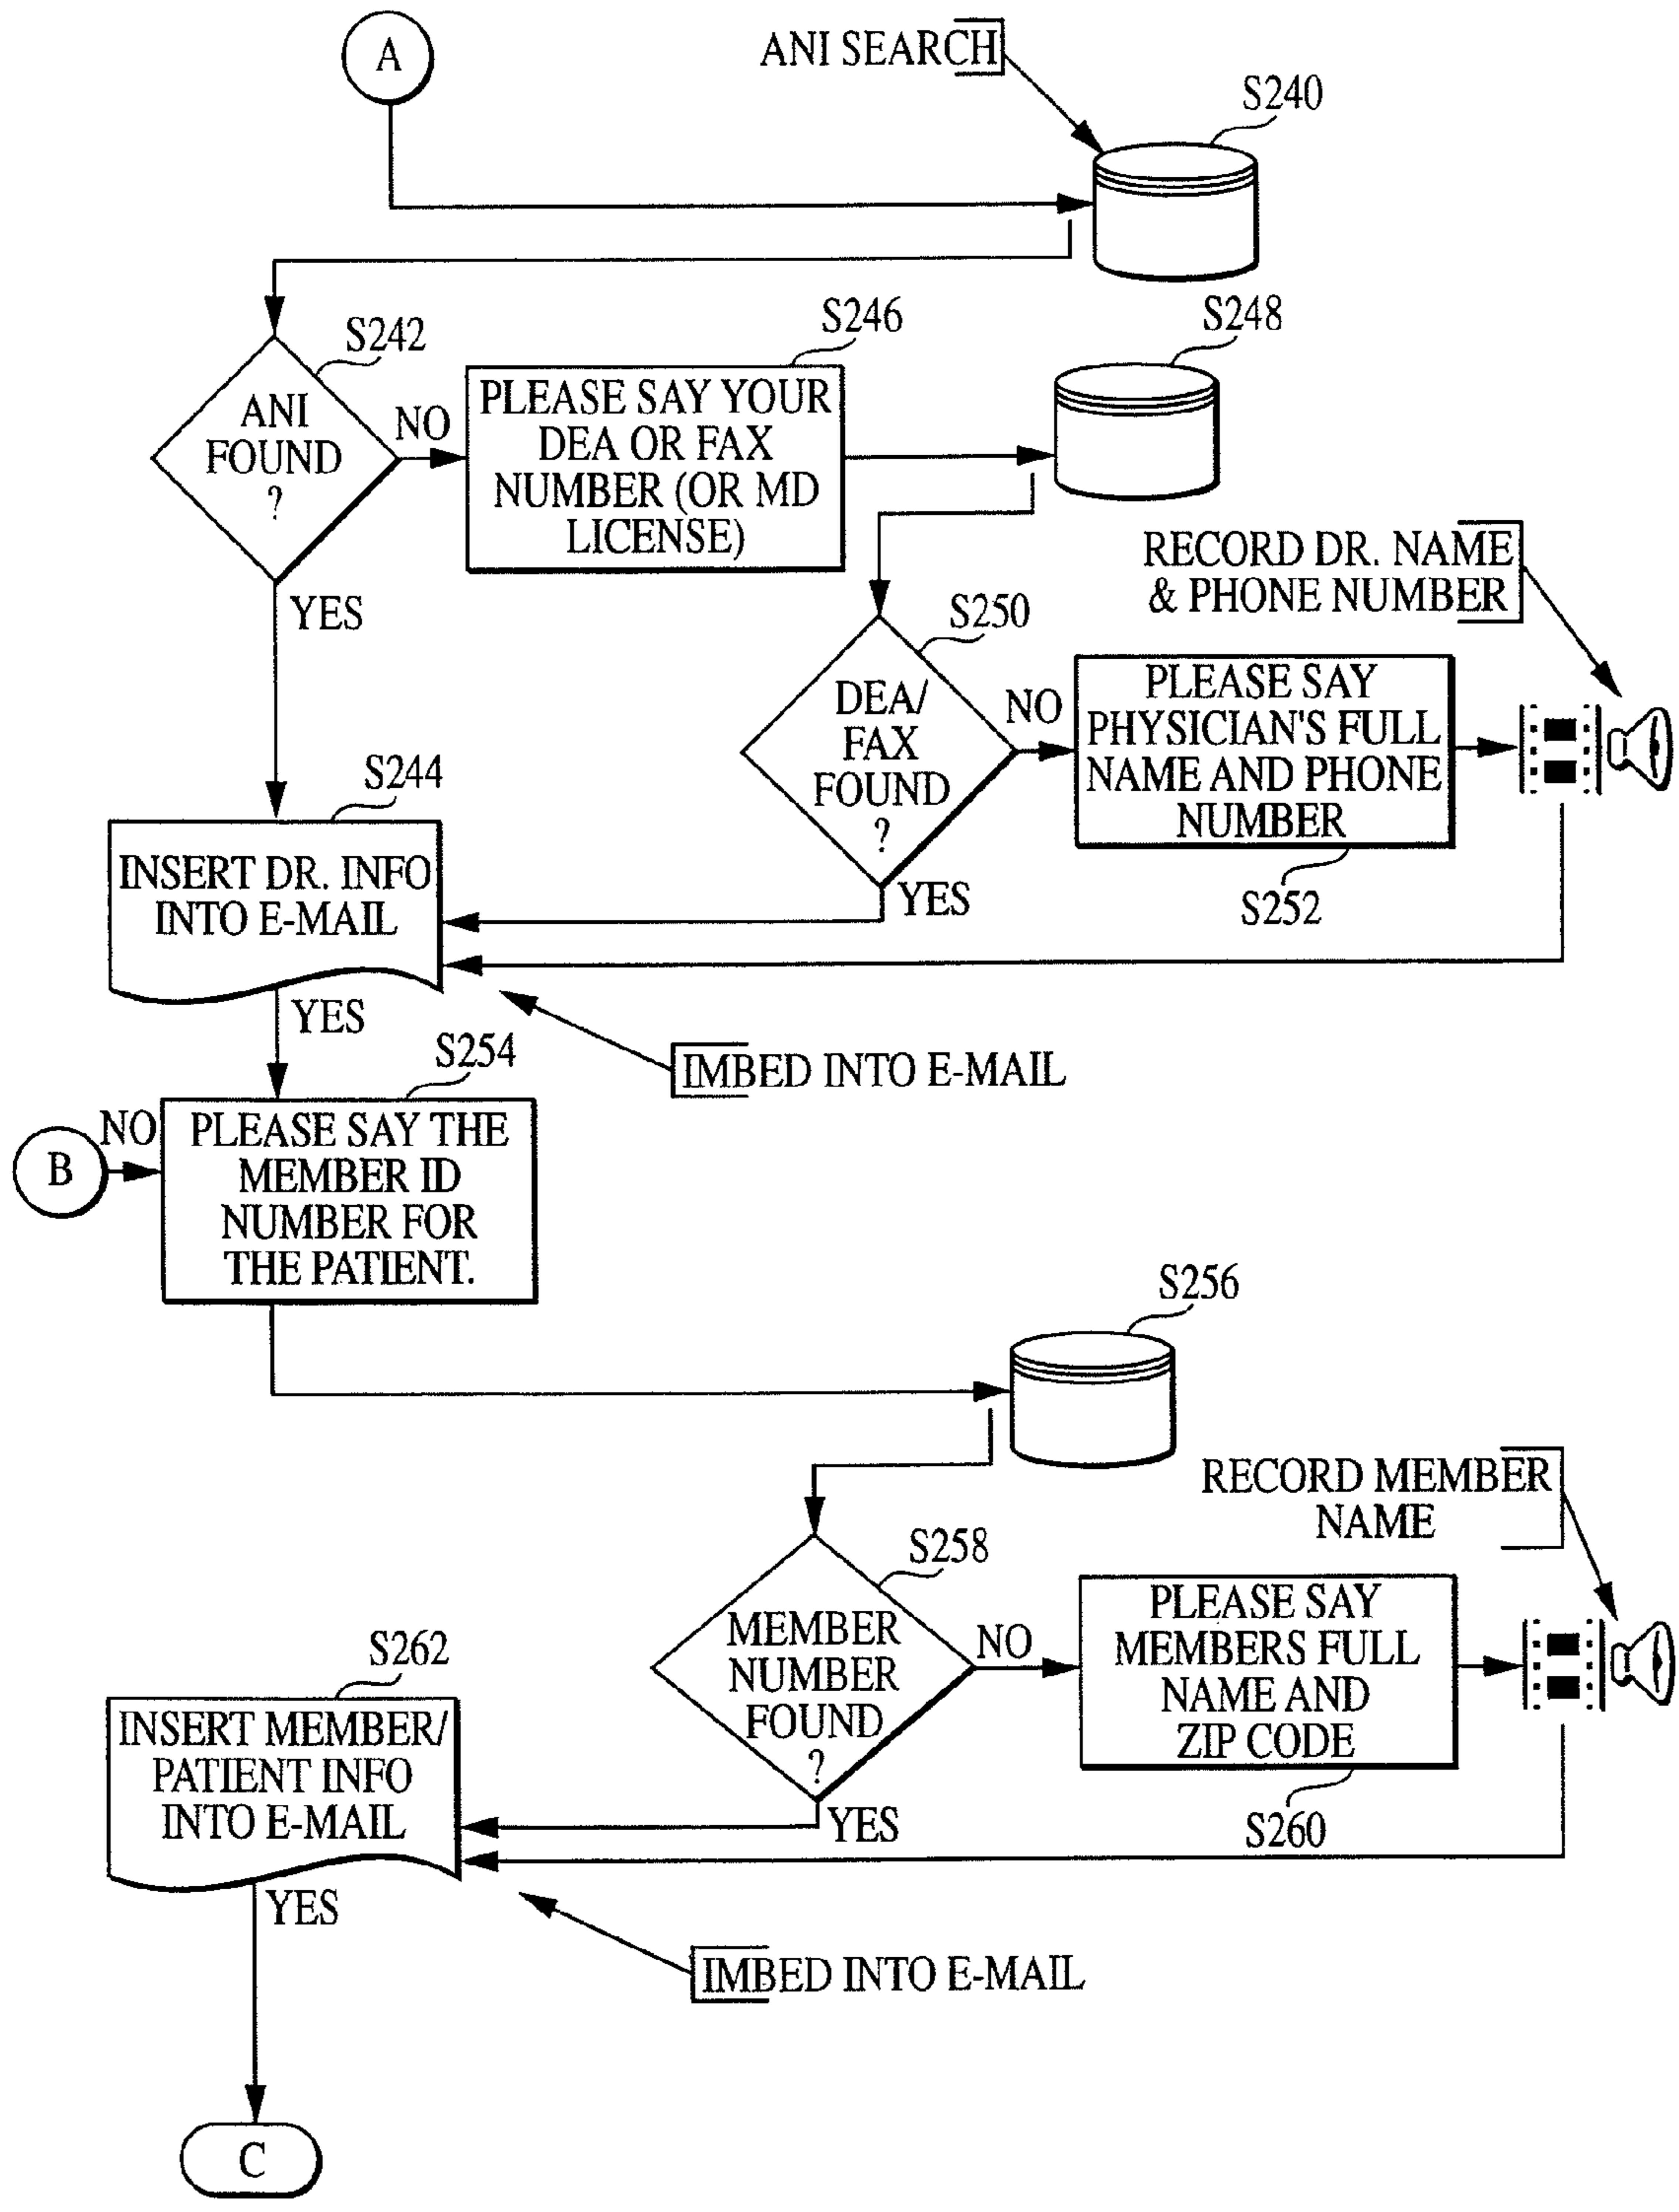 A
ANI SEARCH
S240
S242
ANI
FOUND
?
NO
YES
S246
PLEASE SAY YOUR
DEA OR FAX
NUMBER (OR MD
LICENSE)
S248
RECORD DR. NAME
& PHONE NUMBER
S250
DEA/
FAX
FOUND
?
NO
YES
PLEASE SAY
PHYSICIAN'S FULL
NAME AND PHONE
NUMBER
S252
S244
INSERT DR. INFO
INTO E-MAIL
YES
IMBED INTO E-MAIL
S254
B
NO
PLEASE SAY THE
MEMBER ID
NUMBER FOR
THE PATIENT.
S256
RECORD MEMBER
NAME
S258
MEMBER
NUMBER
FOUND
?
NO
YES
PLEASE SAY
MEMBERS FULL
NAME AND
ZIP CODE
S260
S262
INSERT MEMBER/
PATIENT INFO
INTO E-MAIL
YES
IMBED INTO E-MAIL
C